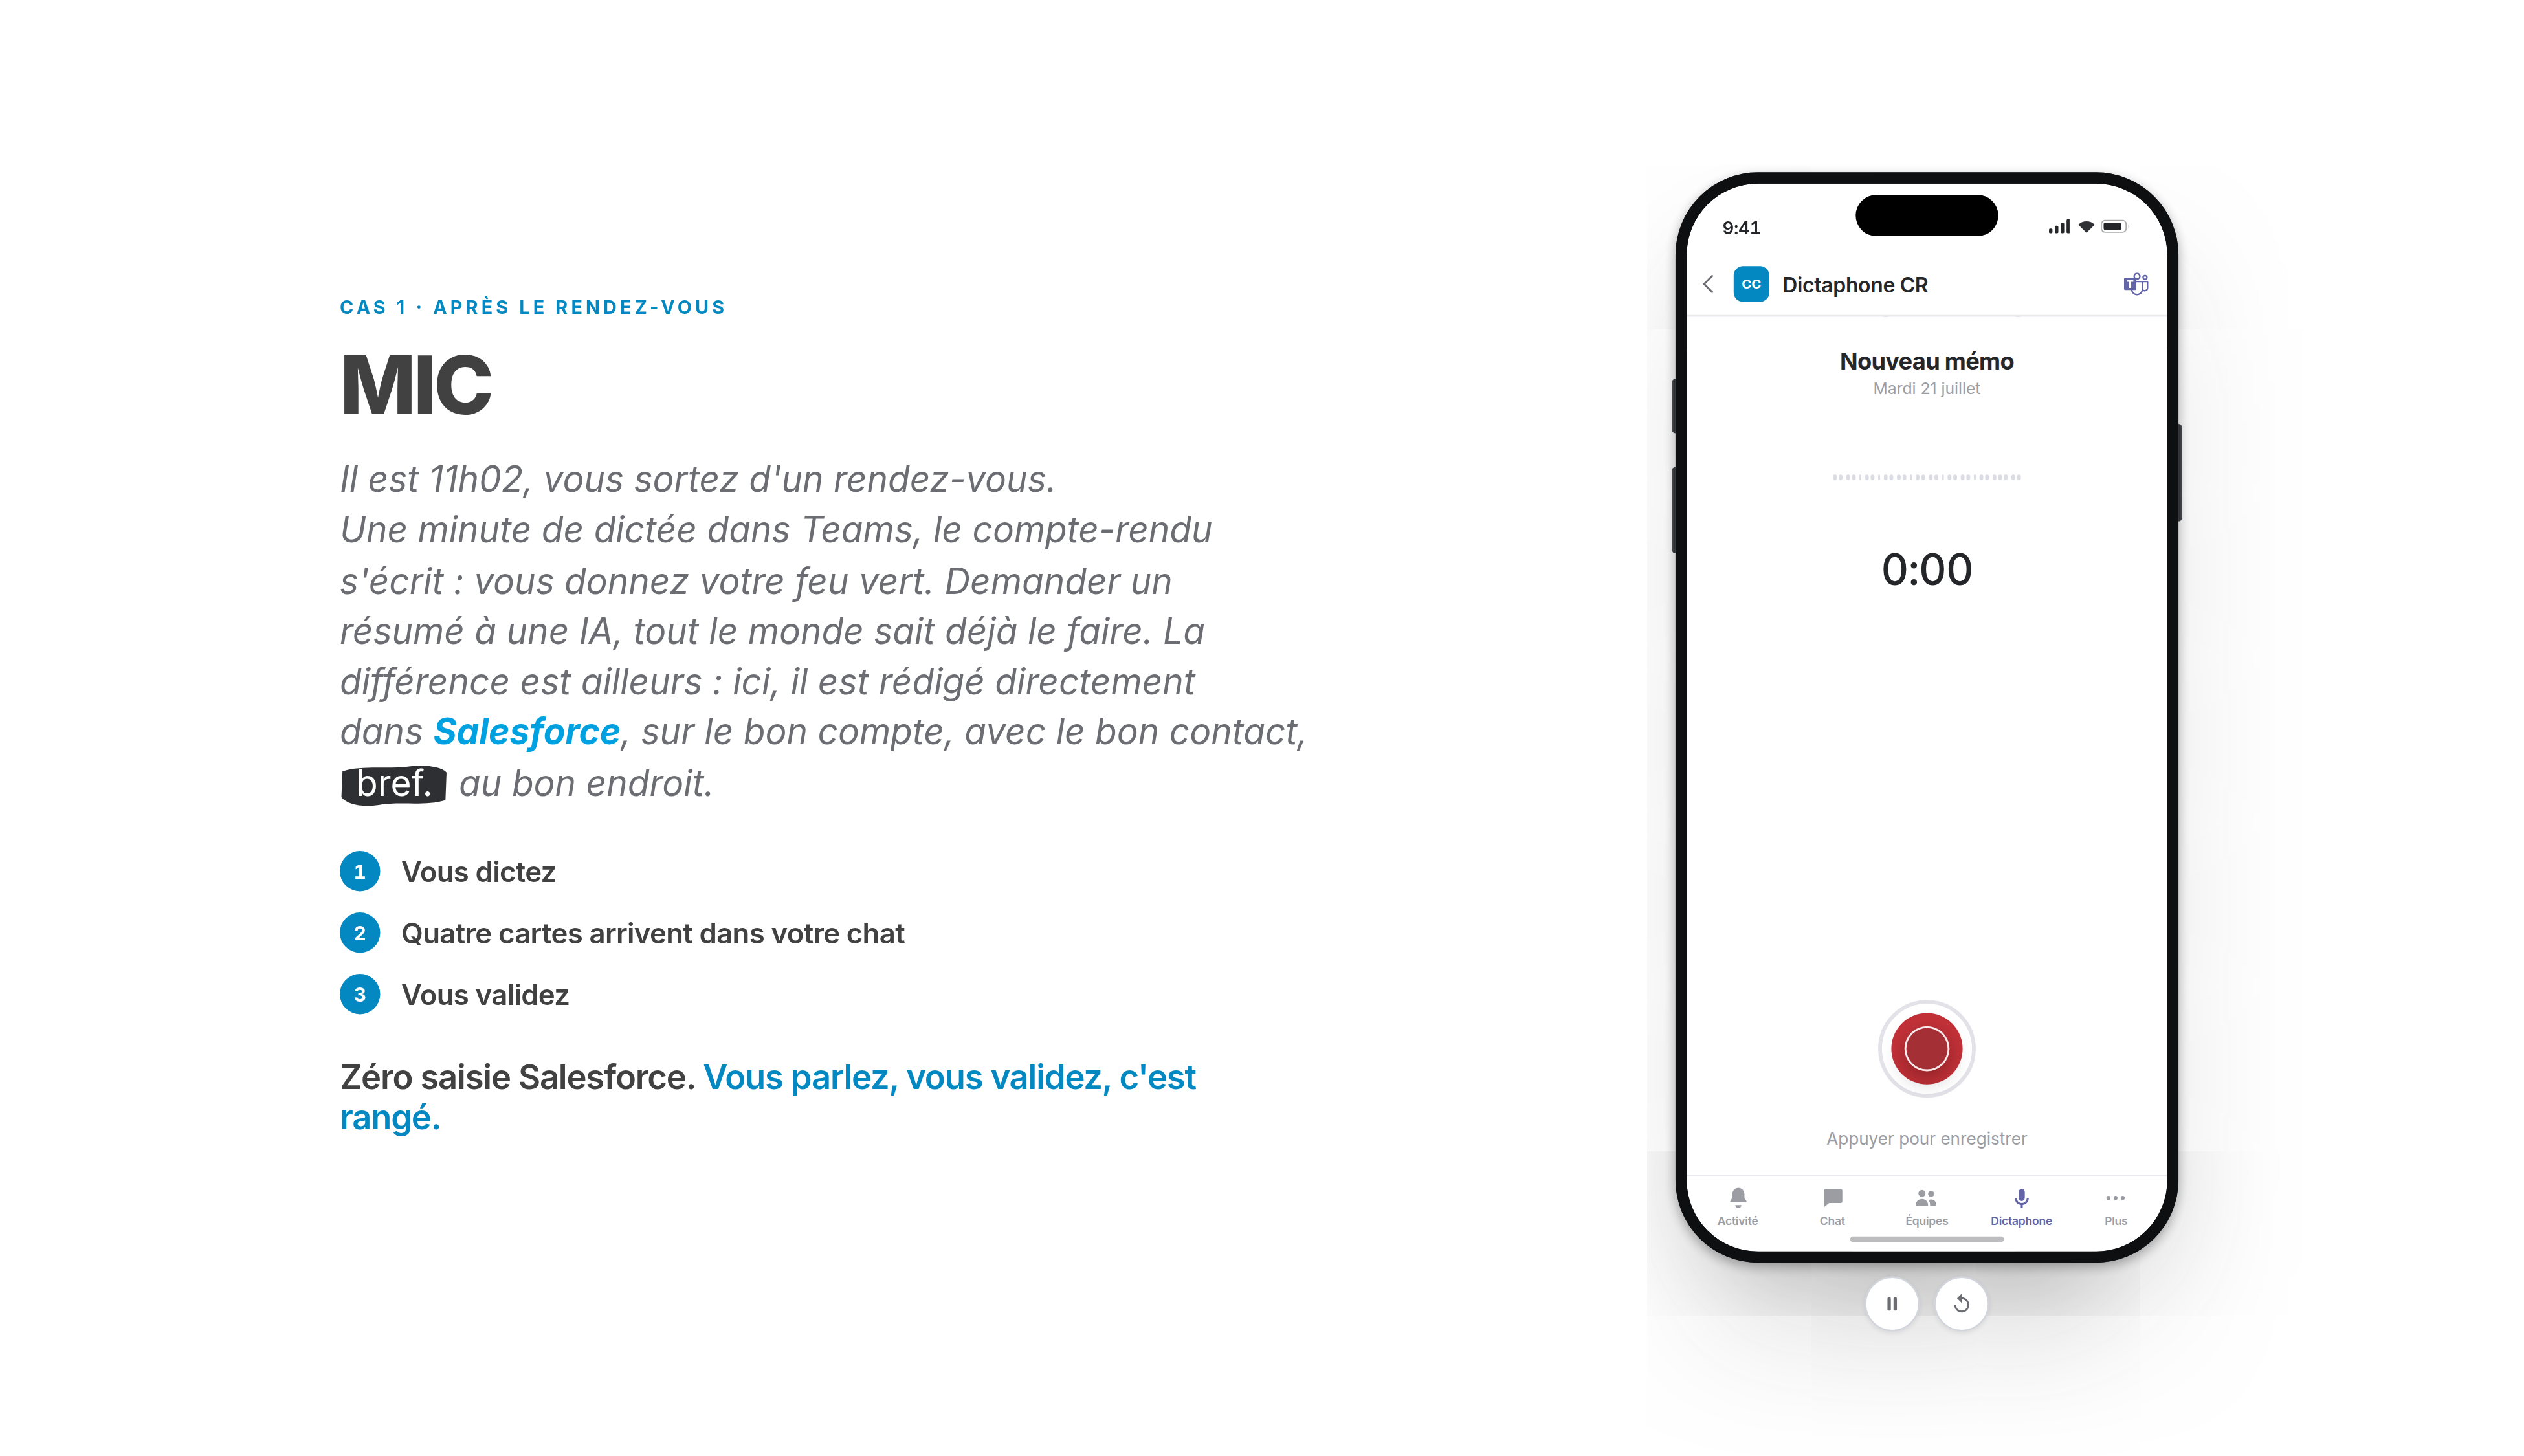 CAS 1 · APRÈS LE RENDEZ-VOUS
MIC
Il est 11h02, vous sortez d'un rendez-vous.
Une minute de dictée dans Teams, le compte-rendu
s'écrit : vous donnez votre feu vert. Demander un
résumé à une IA, tout le monde sait déjà le faire. La
différence est ailleurs : ici, il est rédigé directement
dans Salesforce, sur le bon compte, avec le bon contact,
bref. au bon endroit.
1 Vous dictez
2 Quatre cartes arrivent dans votre chat
3 Vous validez
Zéro saisie Salesforce. Vous parlez, vous validez, c'est
rangé.
9:41
CC Dictaphone CR
T
Nouveau mémo
Mardi 21 juillet
0:00
Appuyer pour enregistrer
Activité Chat Équipes Dictaphone Plus